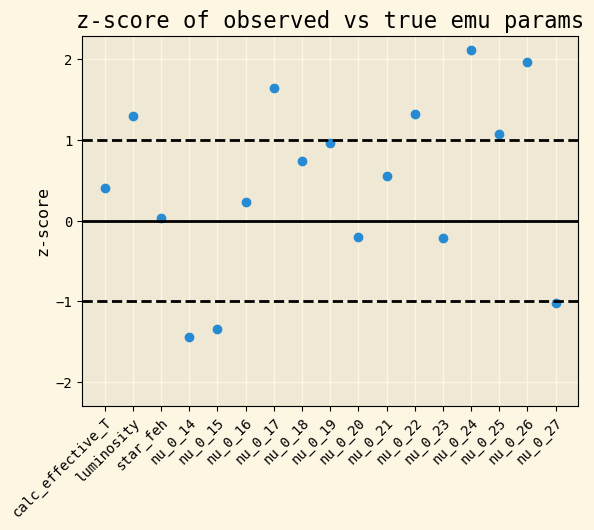 z-score of observed vs true emu params
z-score
2
1
0
−1
−2
calc_effective_T
luminosity
star_feh
nu_0_14
nu_0_15
nu_0_16
nu_0_17
nu_0_18
nu_0_19
nu_0_20
nu_0_21
nu_0_22
nu_0_23
nu_0_24
nu_0_25
nu_0_26
nu_0_27